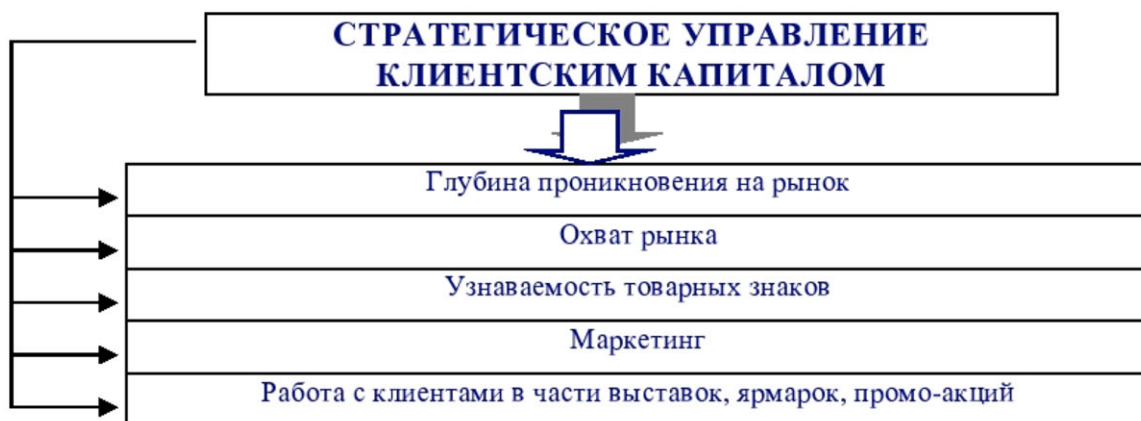 СТРАТЕГИЧЕСКОЕ УПРАВЛЕНИЕ
КЛИЕНТСКИМ КАПИТАЛОМ
Глубина проникновения на рынок
Охват рынка
Узнаваемость товарных знаков
Маркетинг
Работа с клиентами в части выставок, ярмарок, промо-акций